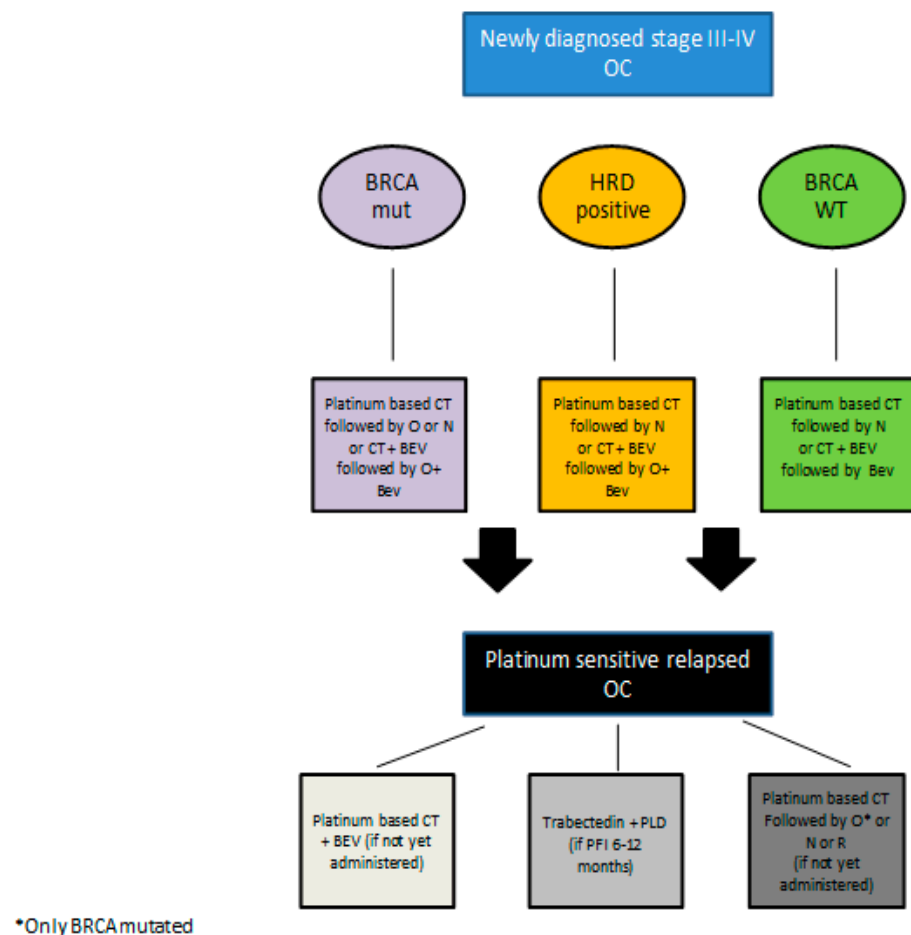 Newly diagnosed stage III-IV
OC
BRCA
mut
HRD
positive
BRCA
WT
Platinum based CT
followed by O or N
or CT + BEV
followed by O+
Bev
Platinum based CT
followed by N
or CT + BEV
followed by O+
Bev
Platinum based CT
followed by N
or CT + BEV
followed by Bev
Platinum sensitive relapsed
OC
Platinum based CT
+ BEV (if not yet
administered)
Trabectedin + PLD
(if PFI 6-12
months)
Platinum based CT
Followed by O* or
N or R
(if not yet
administered)
*Only BRCA mutated